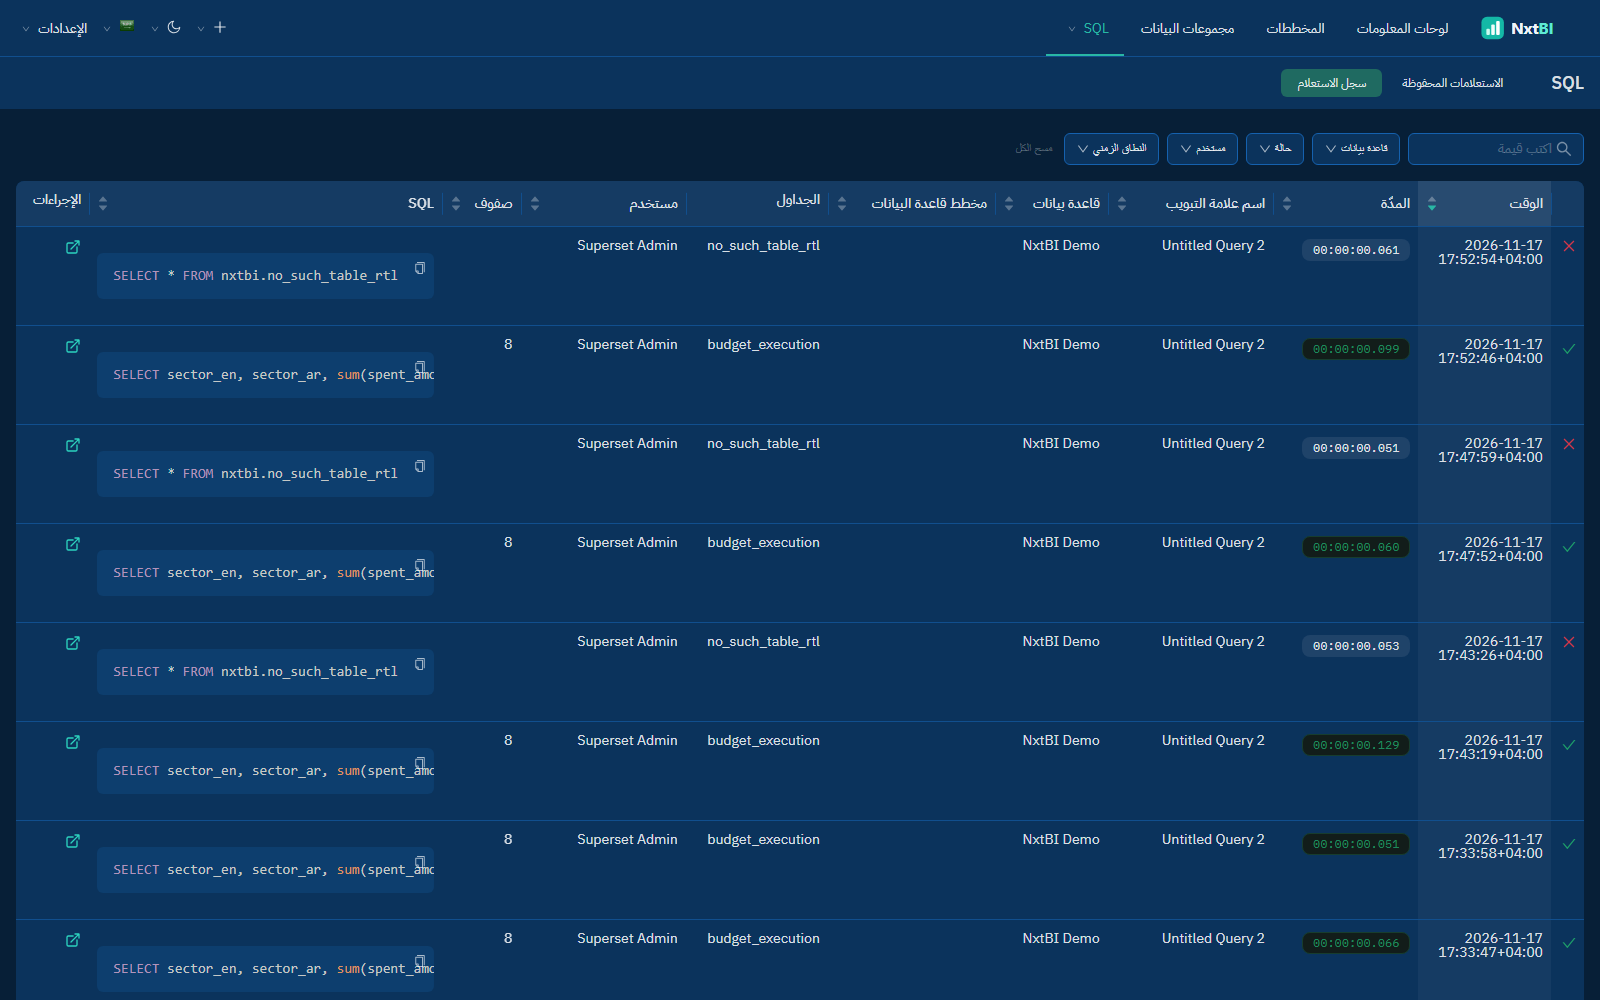 NxtBI
لوحات المعلومات
المخططات
مجموعات البيانات
SQL
الإعدادات
SQL
الاستعلامات المحفوظة
سجل الاستعلام
اكتب قيمة
قاعدة بيانات
حالة
مستخدم
النطاق الزمني
مسح الكل
الوقت المدّة اسم علامة التبويب قاعدة بيانات مخطط قاعدة البيانات الجداول مستخدم صفوف SQL الإجراءات
2026-11-17 17:52:54+04:00
00:00:00.061
Untitled Query 2
NxtBI Demo
no_such_table_rtl
Superset Admin
SELECT * FROM nxtbi.no_such_table_rtl
2026-11-17 17:52:46+04:00
00:00:00.099
Untitled Query 2
NxtBI Demo
budget_execution
Superset Admin
8
SELECT sector_en, sector_ar, sum(spent_amo
2026-11-17 17:47:59+04:00
00:00:00.051
Untitled Query 2
NxtBI Demo
no_such_table_rtl
Superset Admin
SELECT * FROM nxtbi.no_such_table_rtl
2026-11-17 17:47:52+04:00
00:00:00.060
Untitled Query 2
NxtBI Demo
budget_execution
Superset Admin
8
SELECT sector_en, sector_ar, sum(spent_amo
2026-11-17 17:43:26+04:00
00:00:00.053
Untitled Query 2
NxtBI Demo
no_such_table_rtl
Superset Admin
SELECT * FROM nxtbi.no_such_table_rtl
2026-11-17 17:43:19+04:00
00:00:00.129
Untitled Query 2
NxtBI Demo
budget_execution
Superset Admin
8
SELECT sector_en, sector_ar, sum(spent_amo
2026-11-17 17:33:58+04:00
00:00:00.051
Untitled Query 2
NxtBI Demo
budget_execution
Superset Admin
8
SELECT sector_en, sector_ar, sum(spent_amo
2026-11-17 17:33:47+04:00
00:00:00.066
Untitled Query 2
NxtBI Demo
budget_execution
Superset Admin
8
SELECT sector_en, sector_ar, sum(spent_amo